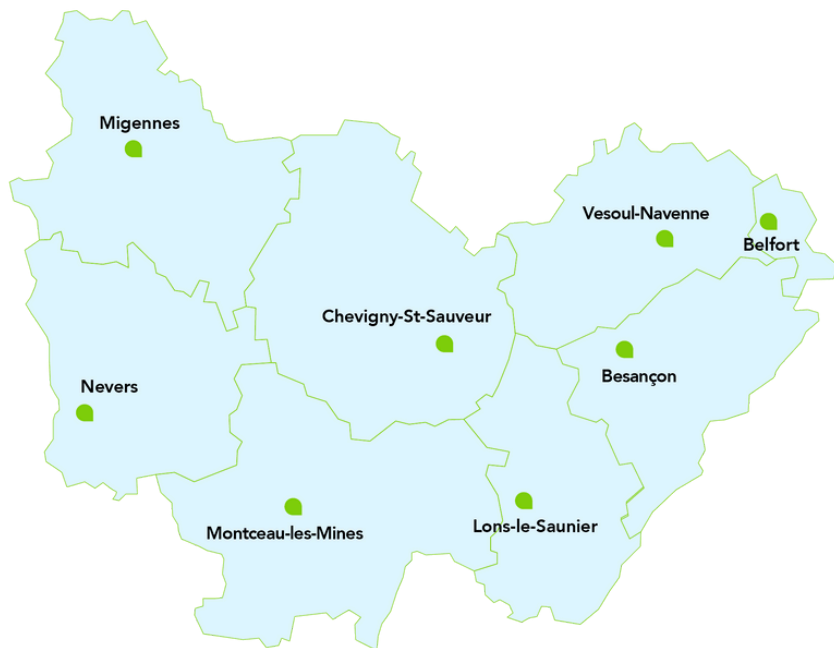 Migennes
Vesoul-Navenne
Belfort
Chevigny-St-Sauveur
Besançon
Nevers
Montceau-les-Mines
Lons-le-Saunier